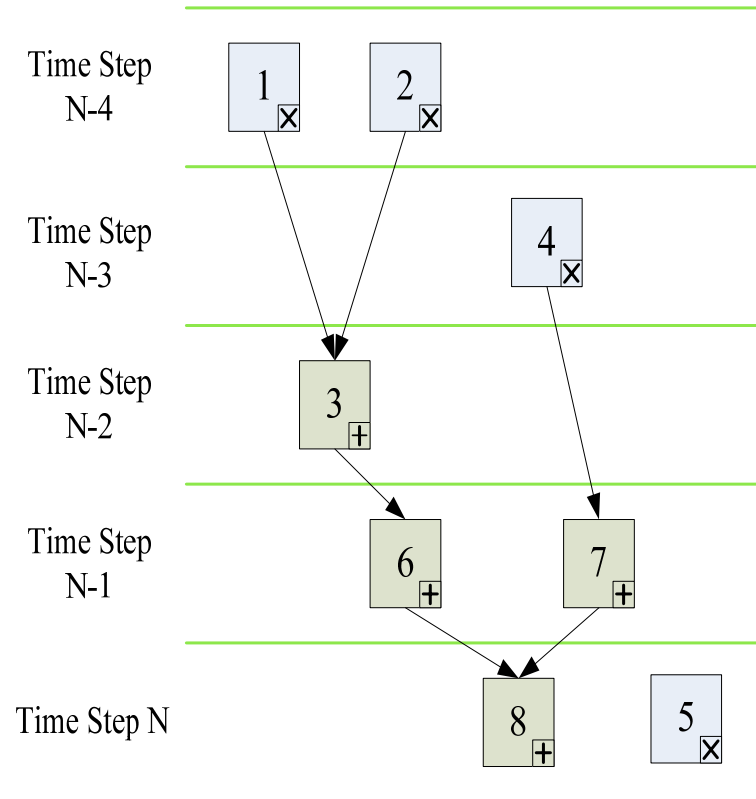 Time Step
N-4
1
×
2
×
Time Step
N-3
4
×
Time Step
N-2
3
+
Time Step
N-1
6
+
7
+
Time Step N
8
+
5
×